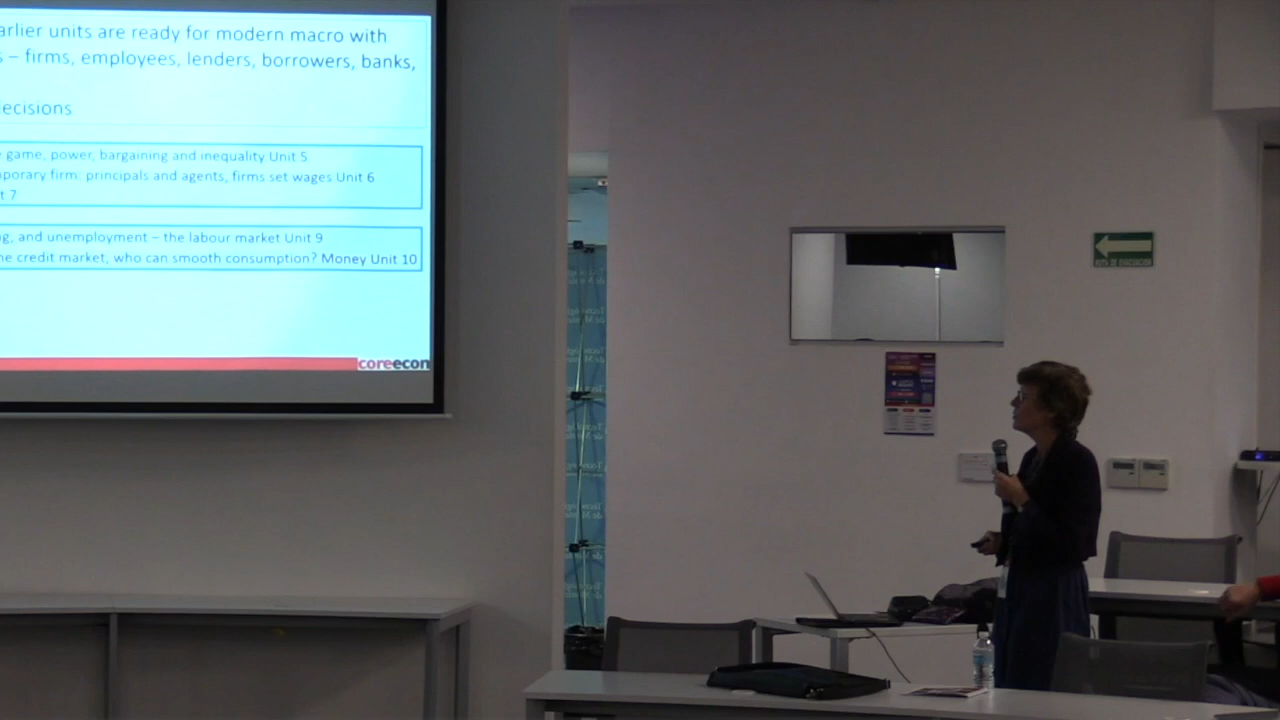 arlier units are ready for modern macro with
s – firms, employees, lenders, borrowers, banks,
ecisions
game, power, bargaining and inequality Unit 5
porary firm: principals and agents, firms set wages Unit 6
t 7
g, and unemployment – the labour market Unit 9
ne credit market, who can smooth consumption? Money Unit 10
coreecon